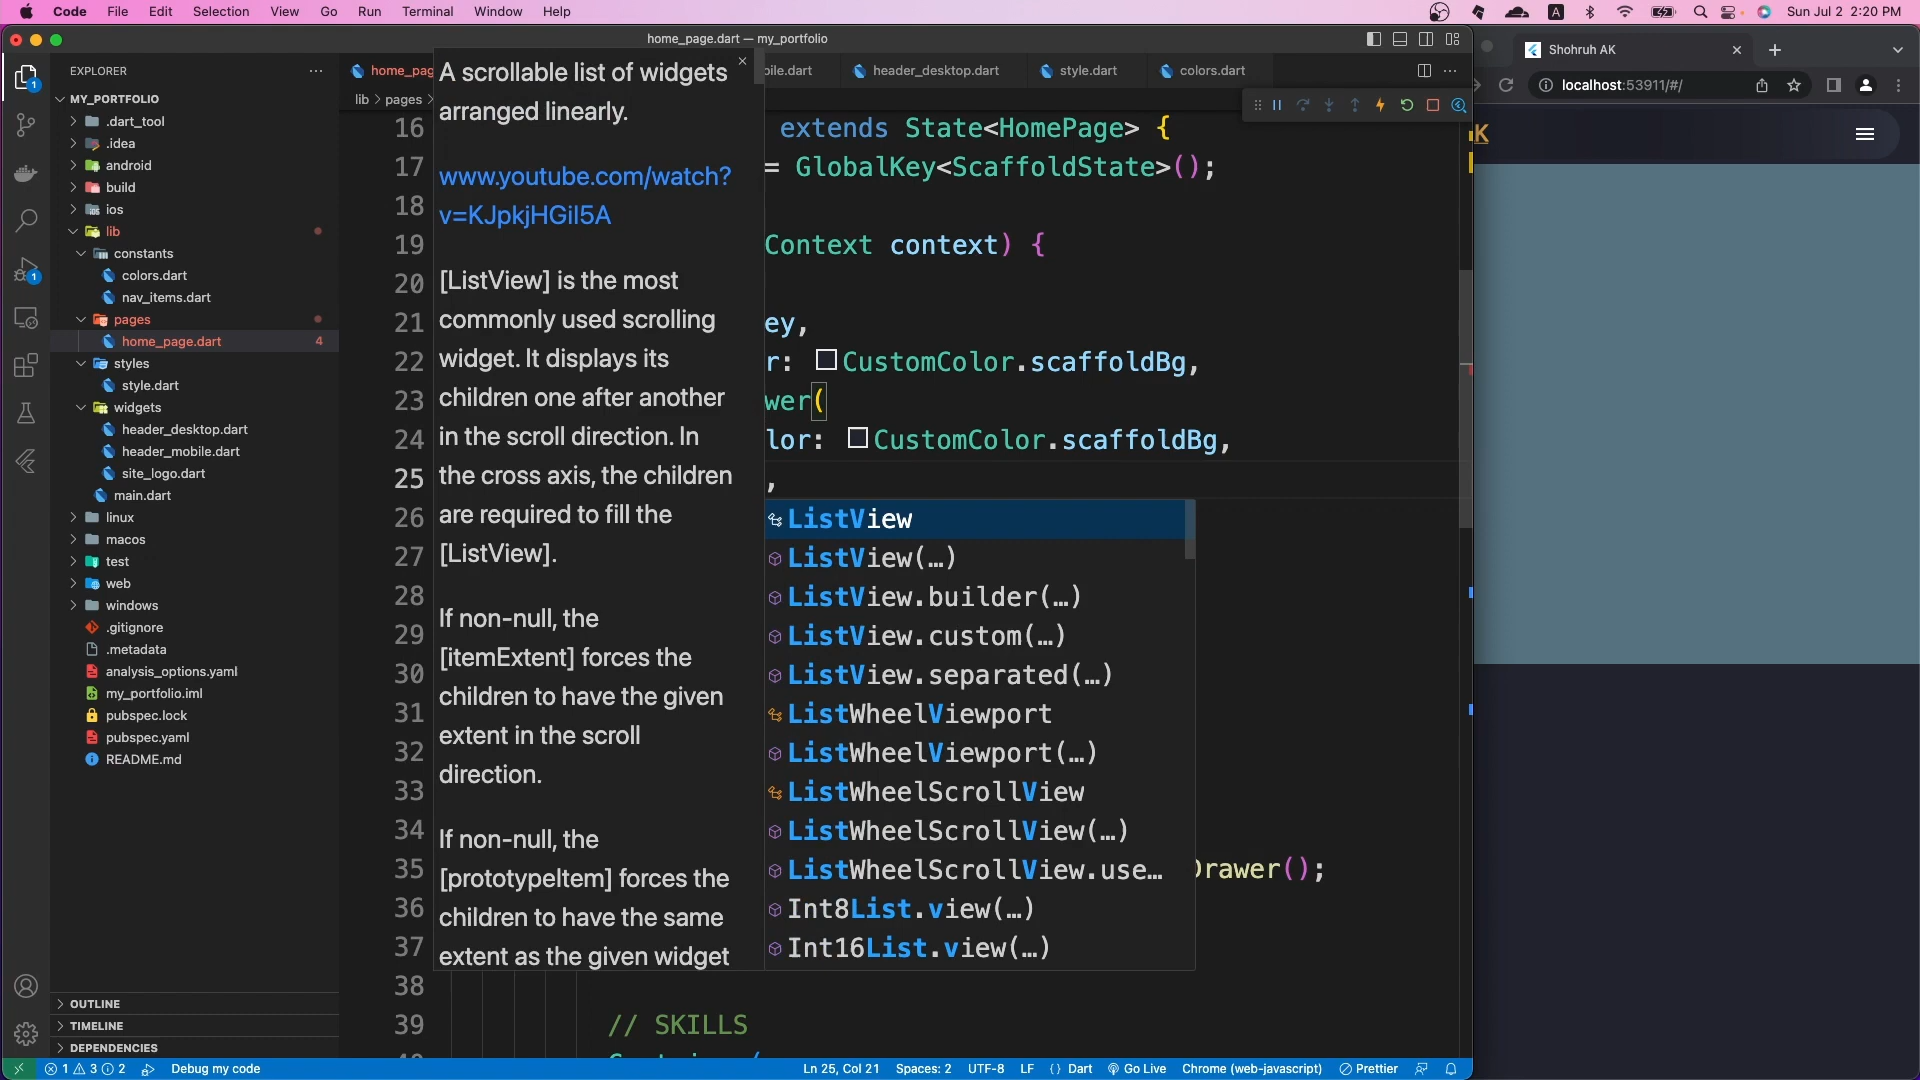 Code File Edit Selection View Go Run Terminal Window Help
A
Sun Jul 2 2:20 PM
home_page.dart — my_portfolio
Shohruh AK
localhost:53911/#/
K
EXPLORER
MY_PORTFOLIO
.dart_tool
.idea
android
build
ios
lib
constants
colors.dart
nav_items.dart
pages
home_page.dart 4
styles
style.dart
widgets
header_desktop.dart
header_mobile.dart
site_logo.dart
main.dart
linux
macos
test
web
windows
.gitignore
.metadata
analysis_options.yaml
my_portfolio.iml
pubspec.lock
pubspec.yaml
README.md
OUTLINE
TIMELINE
DEPENDENCIES
1
1
home_pag
bile.dart
header_desktop.dart
style.dart
colors.dart
lib > pages >
A scrollable list of widgets
arranged linearly.
www.youtube.com/watch?
v=KJpkjHGiI5A
[ListView] is the most
commonly used scrolling
widget. It displays its
children one after another
in the scroll direction. In
the cross axis, the children
are required to fill the
[ListView].
If non-null, the
[itemExtent] forces the
children to have the given
extent in the scroll
direction.
If non-null, the
[prototypeItem] forces the
children to have the same
extent as the given widget
16 extends State<HomePage> {
17 = GlobalKey<ScaffoldState>();
18
19 Context context) {
20
21 ey,
22 r: CustomColor.scaffoldBg,
23 wer(
24 lor: CustomColor.scaffoldBg,
25 ,
26
27
28
29
30
31
32
33
34
35 Drawer();
36
37
38
39 // SKILLS
ListView
ListView(…)
ListView.builder(…)
ListView.custom(…)
ListView.separated(…)
ListWheelViewport
ListWheelViewport(…)
ListWheelScrollView
ListWheelScrollView(…)
ListWheelScrollView.use…
Int8List.view(…)
Int16List.view(…)
1 3 2 Debug my code
Ln 25, Col 21 Spaces: 2 UTF-8 LF {} Dart Go Live Chrome (web-javascript) Prettier